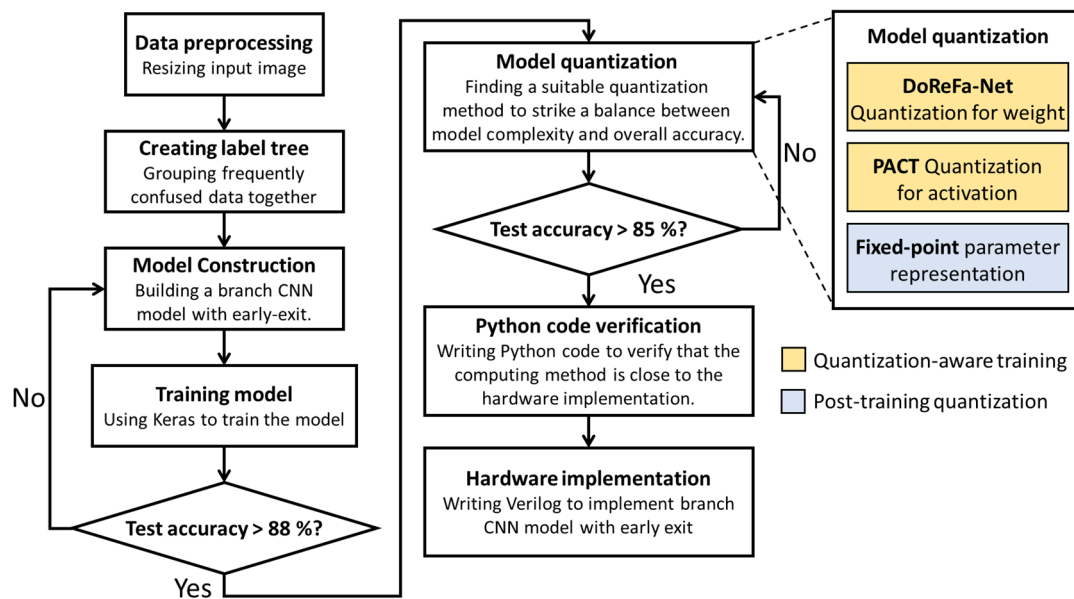 Data preprocessing
Resizing input image
Creating label tree
Grouping frequently
confused data together
Model Construction
Building a branch CNN
model with early-exit.
Training model
Using Keras to train the model
Test accuracy > 88 %?
No
Yes
Model quantization
Finding a suitable quantization
method to strike a balance between
model complexity and overall accuracy.
Test accuracy > 85 %?
No
Yes
Python code verification
Writing Python code to verify that the
computing method is close to the
hardware implementation.
Hardware implementation
Writing Verilog to implement branch
CNN model with early exit
Model quantization
DoReFa-Net
Quantization for weight
PACT Quantization
for activation
Fixed-point parameter
representation
Quantization-aware training
Post-training quantization